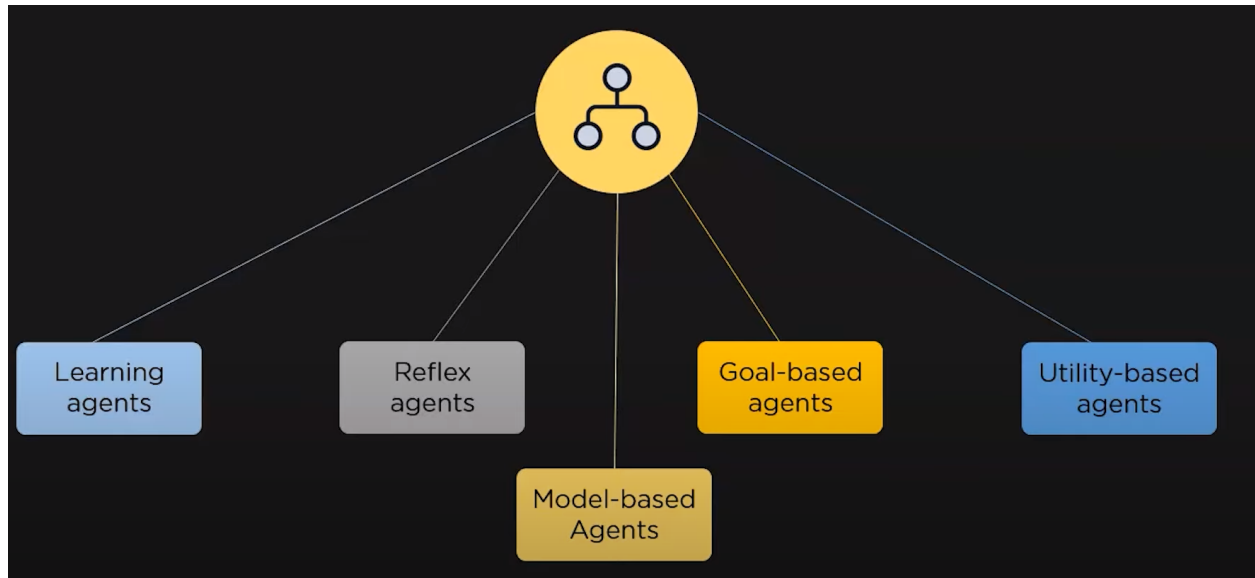 Learning
agents
Reflex
agents
Model-based
Agents
Goal-based
agents
Utility-based
agents